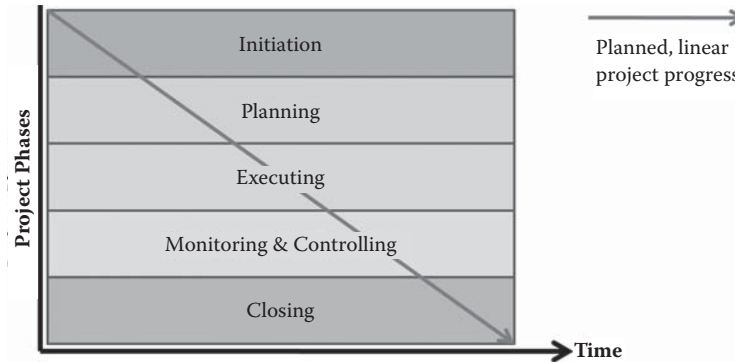 Initiation
Planning
Executing
Monitoring & Controlling
Closing
Project Phases
Time
Planned, linear
project progress